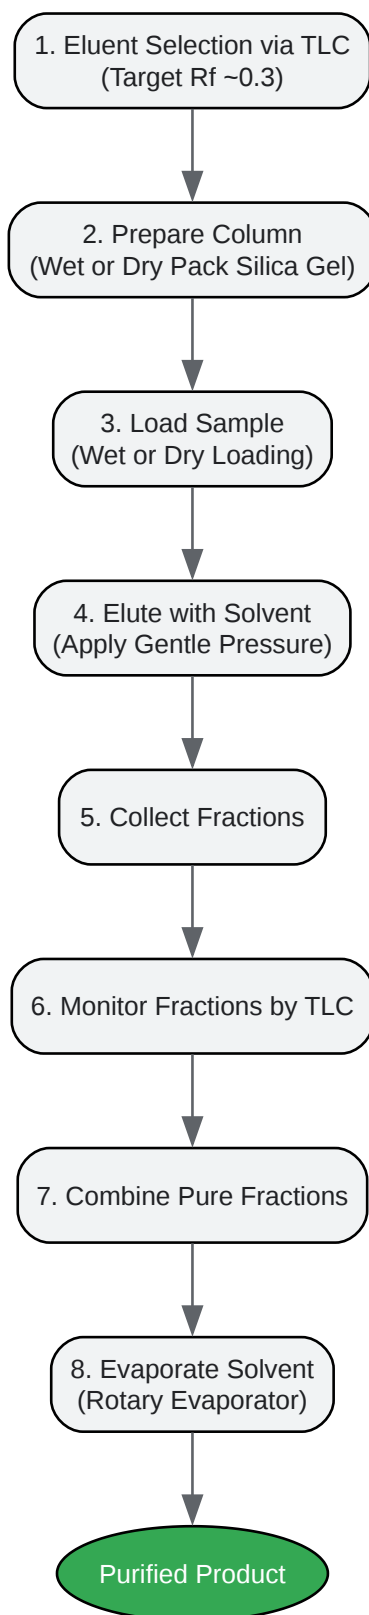 1. Eluent Selection via TLC
(Target Rf ~0.3)
2. Prepare Column
(Wet or Dry Pack Silica Gel)
3. Load Sample
(Wet or Dry Loading)
4. Elute with Solvent
(Apply Gentle Pressure)
5. Collect Fractions
6. Monitor Fractions by TLC
7. Combine Pure Fractions
8. Evaporate Solvent
(Rotary Evaporator)
Purified Product